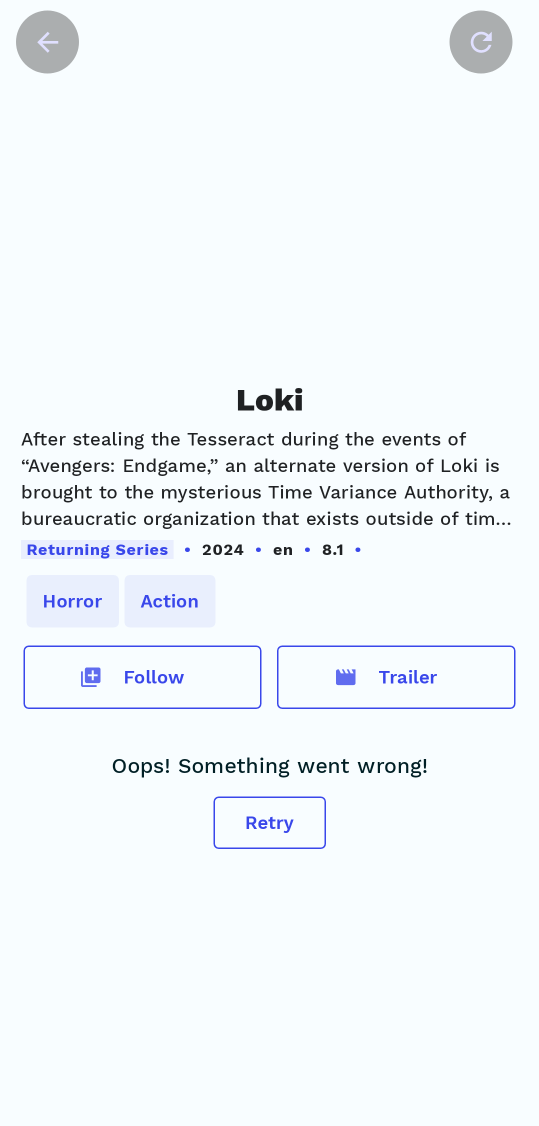 Loki
After stealing the Tesseract during the events of
“Avengers: Endgame,” an alternate version of Loki is
brought to the mysterious Time Variance Authority, a
bureaucratic organization that exists outside of tim…
Returning Series • 2024 • en • 8.1 •
Horror Action
Follow Trailer
Oops! Something went wrong!
Retry